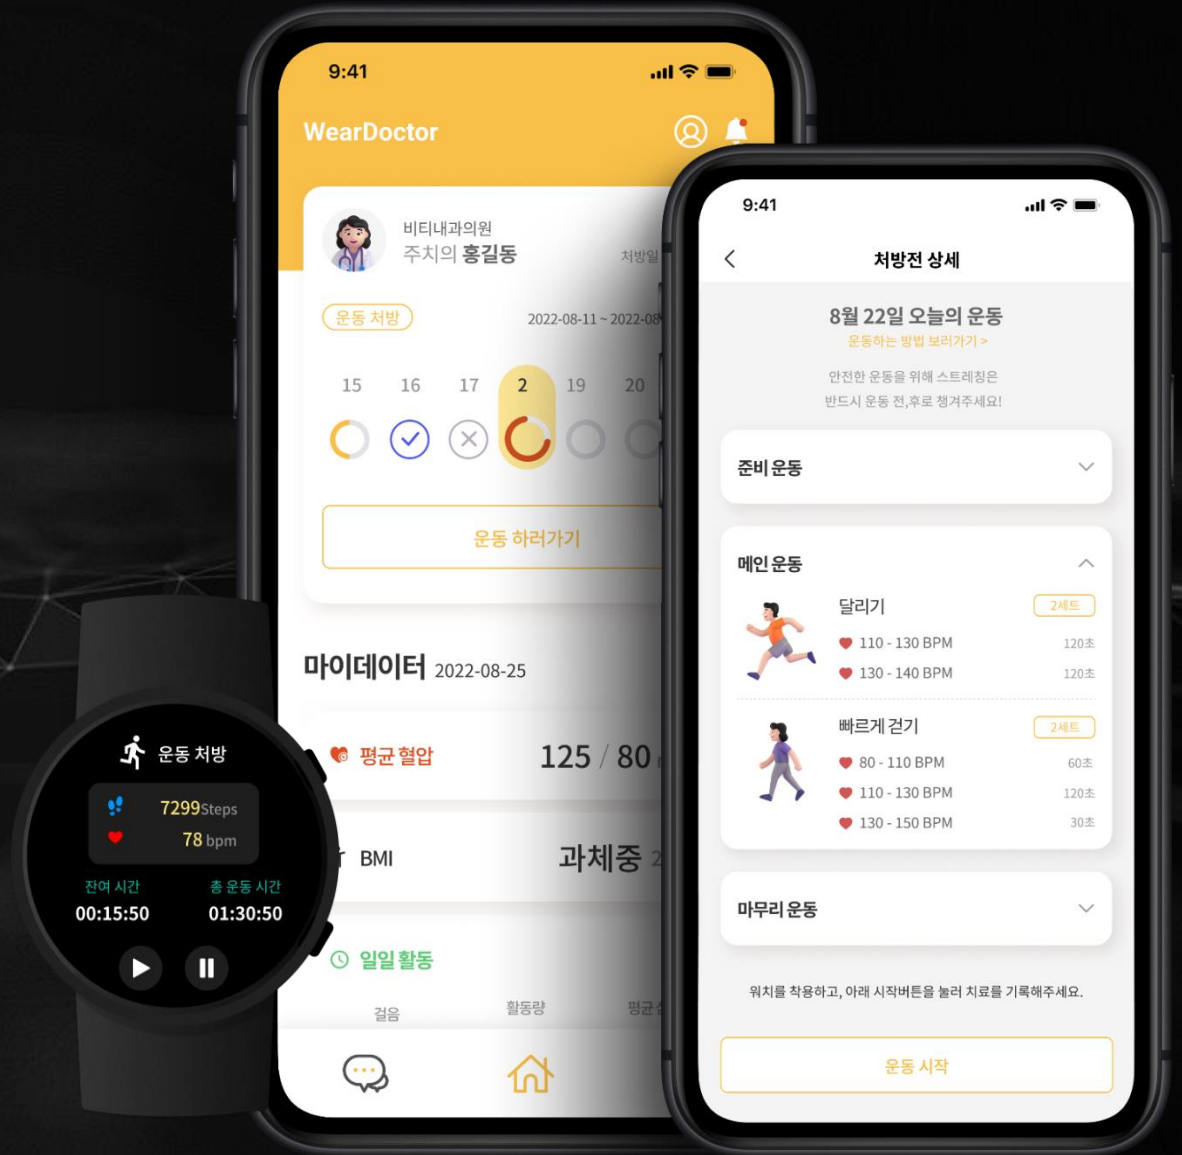 9:41
WearDoctor
비티내과의원
주치의 홍길동
처방일
운동 처방
2022-08-11 ~ 2022-08
15 16 17 2 19 20
운동 하러가기
마이데이터 2022-08-25
평균 혈압 125 / 80
BMI 과체중 2
일일 활동
걸음 활동량 평균
운동 처방
7299Steps
78 bpm
잔여 시간 총 운동 시간
00:15:50 01:30:50
9:41
처방전 상세
8월 22일 오늘의 운동
운동하는 방법 보러가기 >
안전한 운동을 위해 스트레칭은
반드시 운동 전,후로 챙겨주세요!
준비 운동
메인 운동
달리기 2세트
110 - 130 BPM 120초
130 - 140 BPM 120초
빠르게 걷기 2세트
80 - 110 BPM 60초
110 - 130 BPM 120초
130 - 150 BPM 30초
마무리 운동
워치를 착용하고, 아래 시작버튼을 눌러 치료를 기록해주세요.
운동 시작